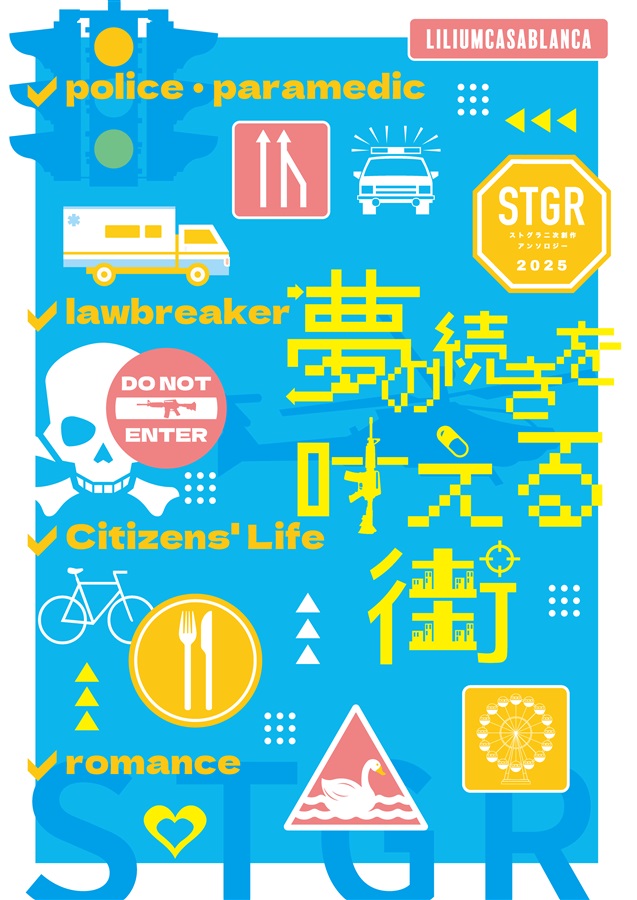 LILIUMCASABLANCA
police・paramedic
STGR
ストグラ二次創作
アンソロジー
2025
lawbreaker
夢の続きを
叶える
街
DO NOT
ENTER
Citizens' Life
romance
STGR